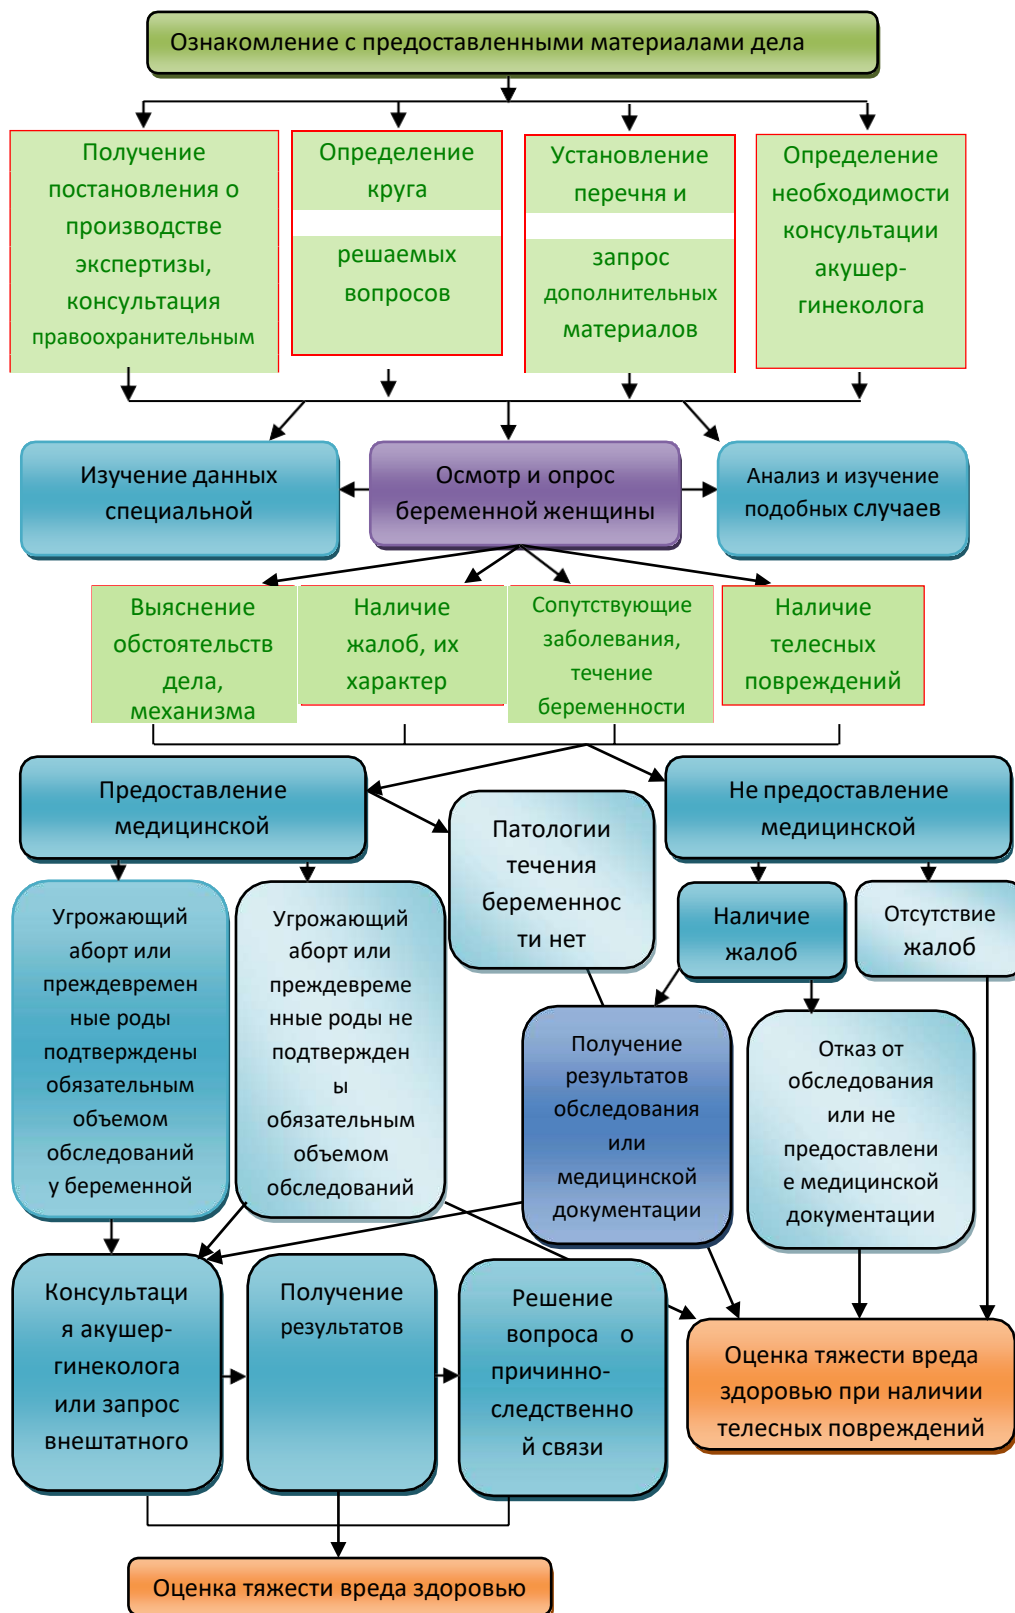 Ознакомление с предоставленными материалами дела
Получение
постановления о
производстве
экспертизы,
консультация
правоохранительным
Определение
круга
решаемых
вопросов
Установление
перечня и
запрос
дополнительных
материалов
Определение
необходимости
консультации
акушер-
гинеколога
Изучение данных
специальной
Осмотр и опрос
беременной женщины
Анализ и изучение
подобных случаев
Выяснение
обстоятельств
дела,
механизма
Наличие
жалоб, их
характер
Сопутствующие
заболевания,
течение
беременности
Наличие
телесных
повреждений
Предоставление
медицинской
Патологии
течения
беременнос
ти нет
Не предоставление
медицинской
Угрожающий
аборт или
преждевремен
ные роды
подтверждены
обязательным
объемом
обследований
у беременной
Угрожающий
аборт или
преждевреме
нные роды не
подтвержден
ы
обязательным
объемом
обследований
Наличие
жалоб
Отсутствие
жалоб
Получение
результатов
обследования
или
медицинской
документации
Отказ от
обследования
или не
предоставлени
е медицинской
документации
Консультаци
я акушер-
гинеколога
или запрос
внештатного
Получение
результатов
Решение
вопроса о
причинно-
следственно
й связи
Оценка тяжести вреда
здоровью при наличии
телесных повреждений
Оценка тяжести вреда здоровью